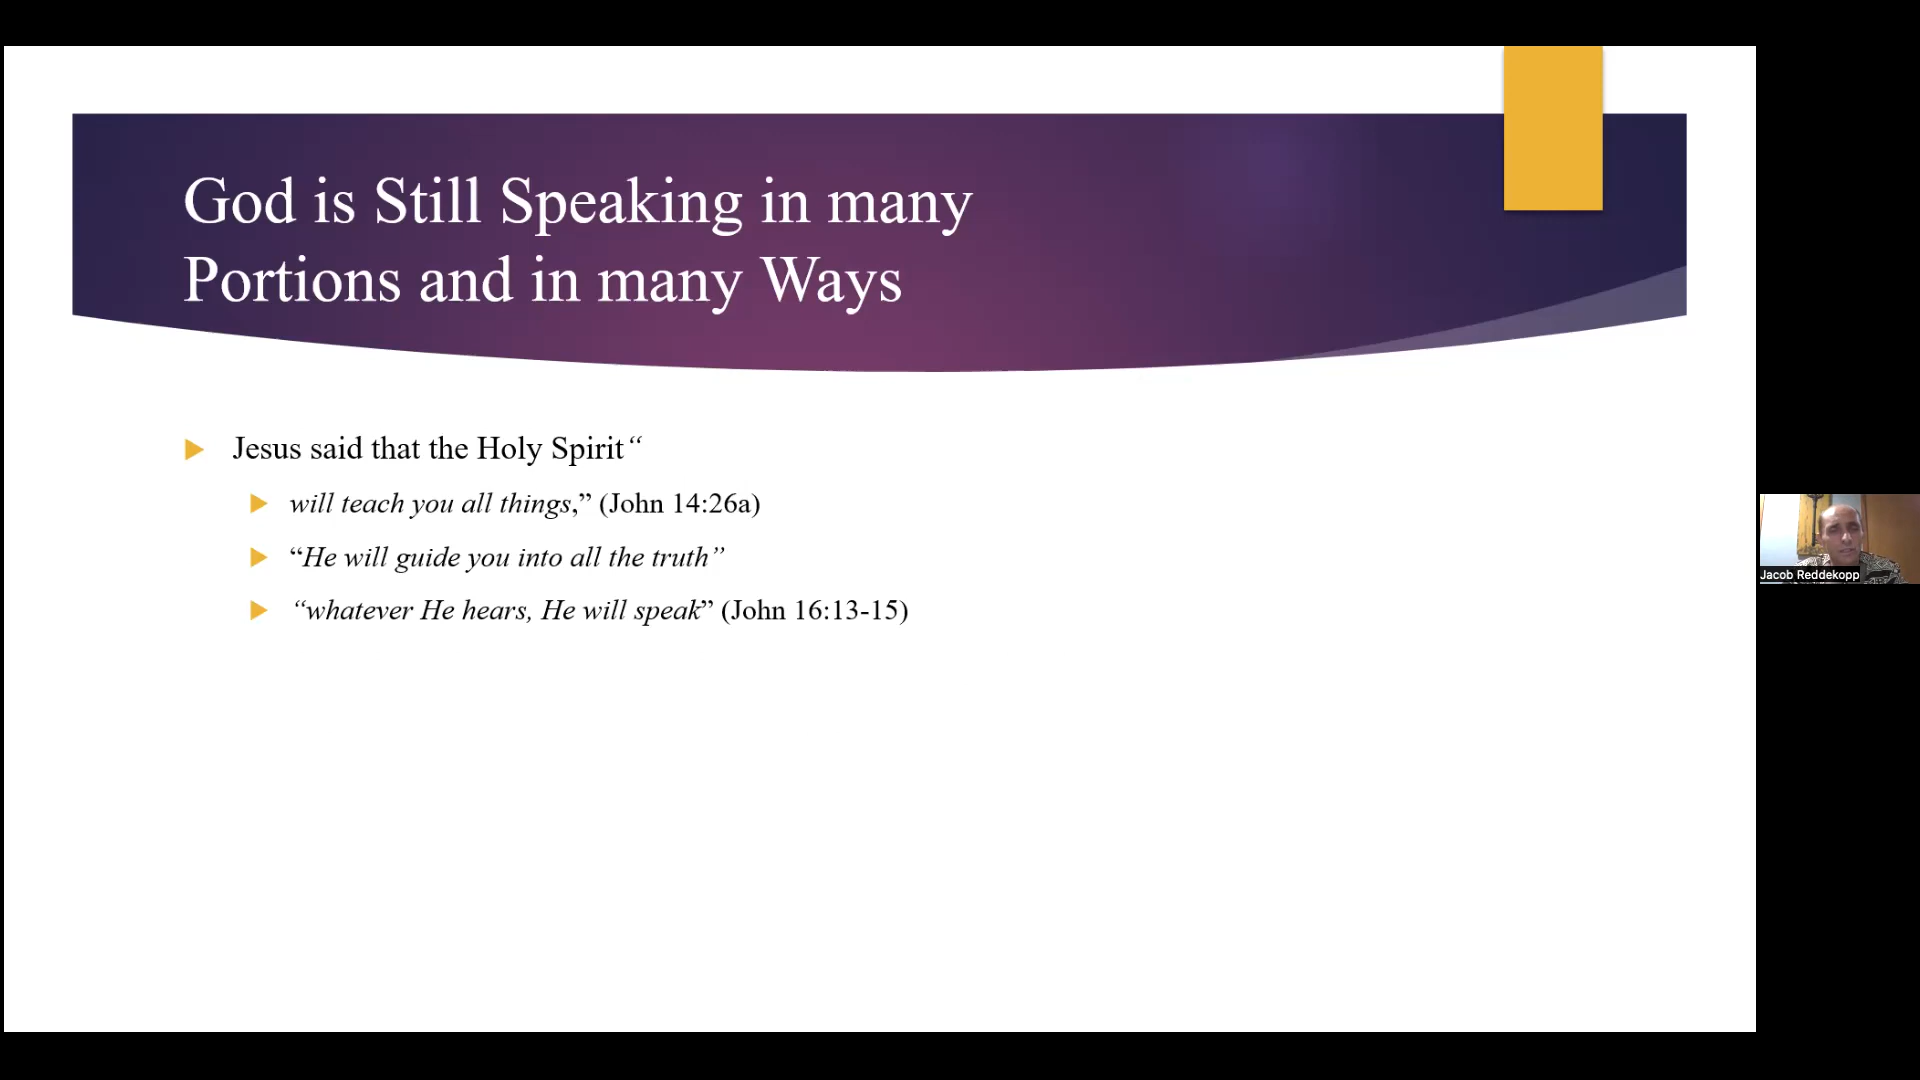 God is Still Speaking in many
Portions and in many Ways
Jesus said that the Holy Spirit“
will teach you all things,” (John 14:26a)
“He will guide you into all the truth”
“whatever He hears, He will speak” (John 16:13-15)
Jacob Reddekopp